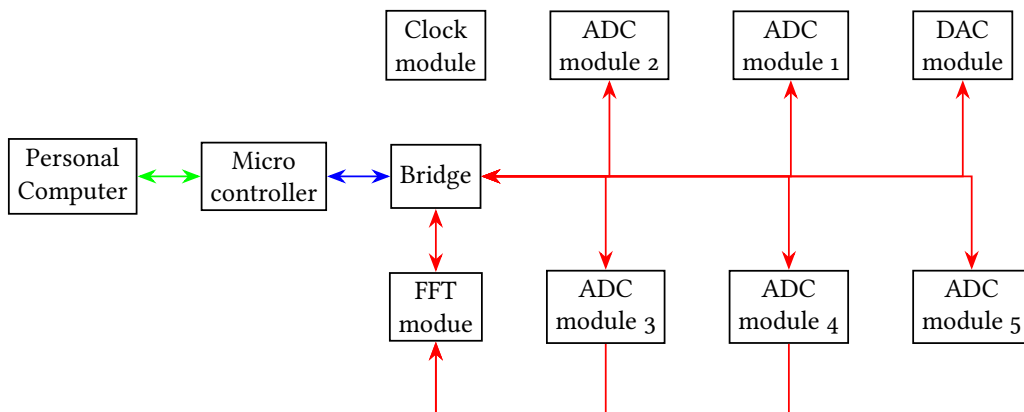 Clock
module
ADC
module 2
ADC
module 1
DAC
module
Personal
Computer
Micro
controller
Bridge
FFT
modue
ADC
module 3
ADC
module 4
ADC
module 5